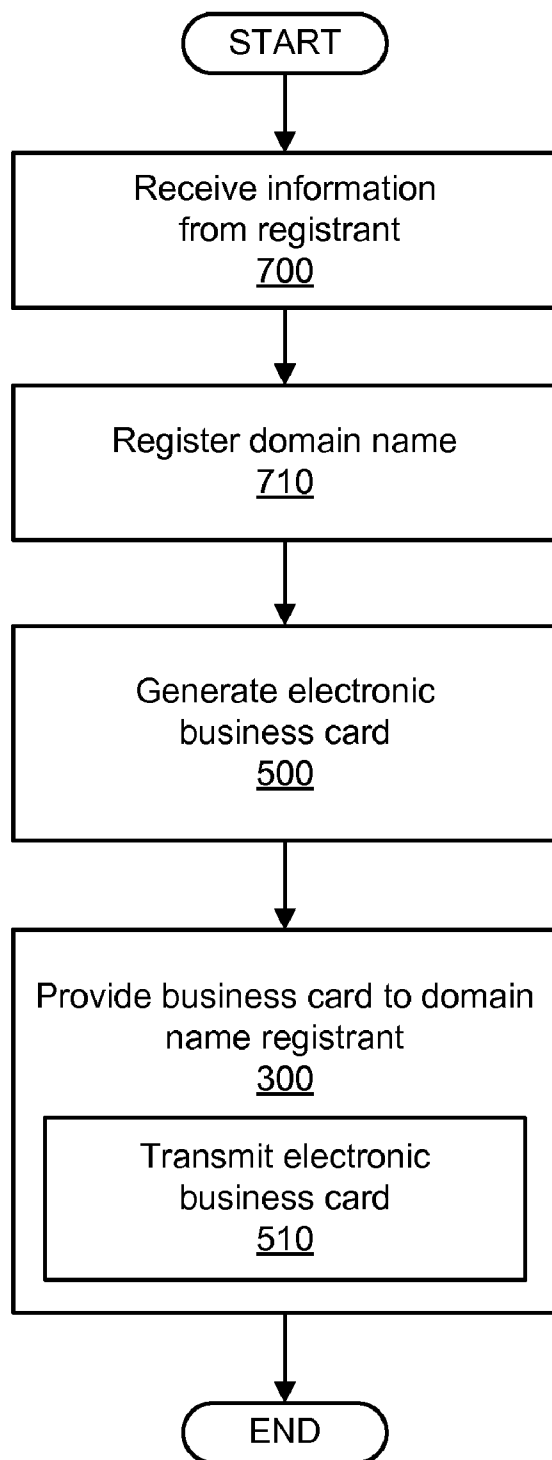 START
Receive information
from registrant
700
Register domain name
710
Generate electronic
business card
500
Provide business card to domain
name registrant
300
Transmit electronic
business card
510
END